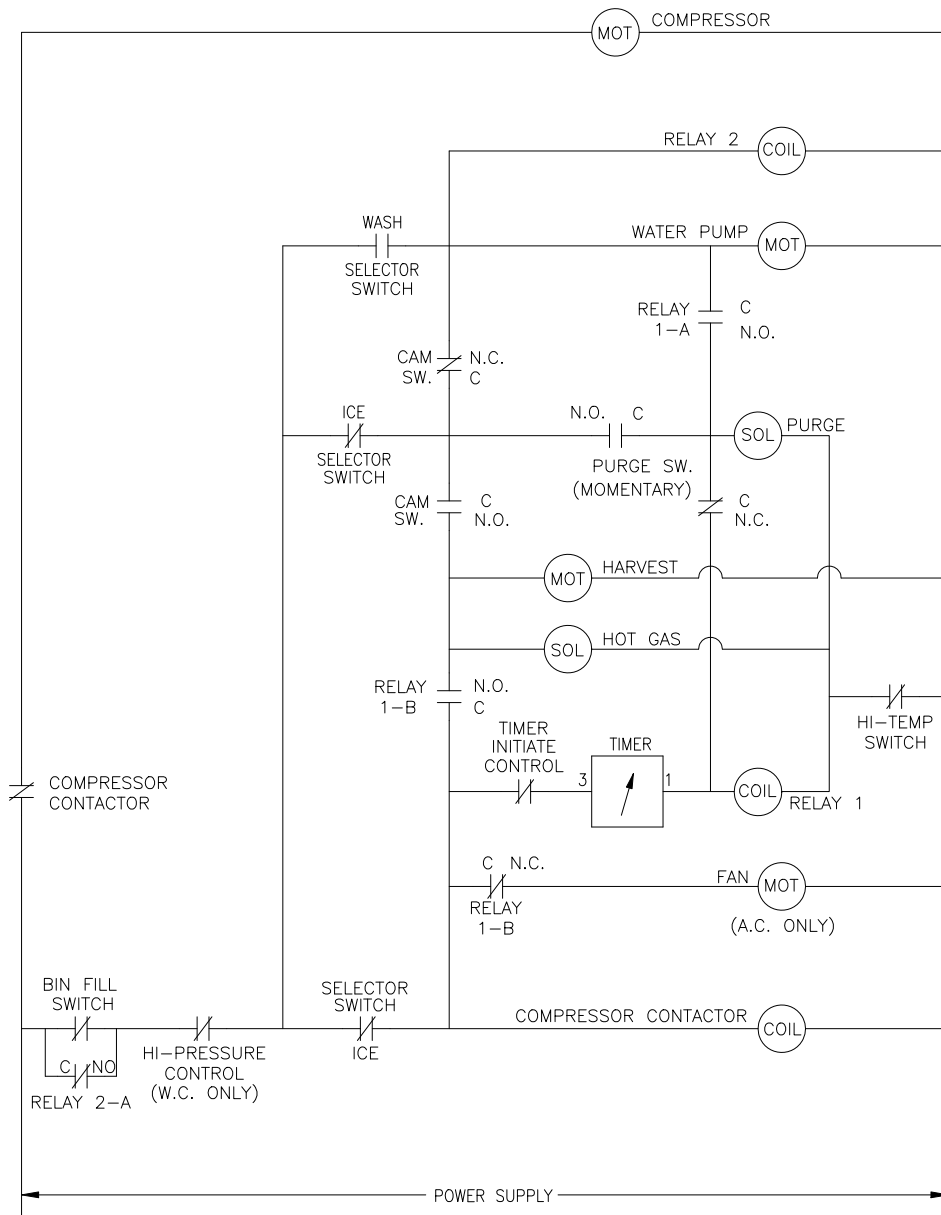 COMPRESSOR
MOT
RELAY 2
COIL
WASH
SELECTOR
SWITCH
WATER PUMP
MOT
RELAY
1-A
C
N.O.
CAM
SW.
N.C.
C
ICE
SELECTOR
SWITCH
N.O. C
PURGE SW.
(MOMENTARY)
SOL
PURGE
CAM
SW.
C
N.O.
C
N.C.
MOT
HARVEST
SOL
HOT GAS
RELAY
1-B
N.O.
C
HI-TEMP
SWITCH
TIMER
INITIATE
CONTROL
TIMER
3
1
COIL
RELAY 1
COMPRESSOR
CONTACTOR
C N.C.
RELAY
1-B
FAN
MOT
(A.C. ONLY)
BIN FILL
SWITCH
C NO
RELAY 2-A
HI-PRESSURE
CONTROL
(W.C. ONLY)
SELECTOR
SWITCH
ICE
COMPRESSOR CONTACTOR
COIL
POWER SUPPLY